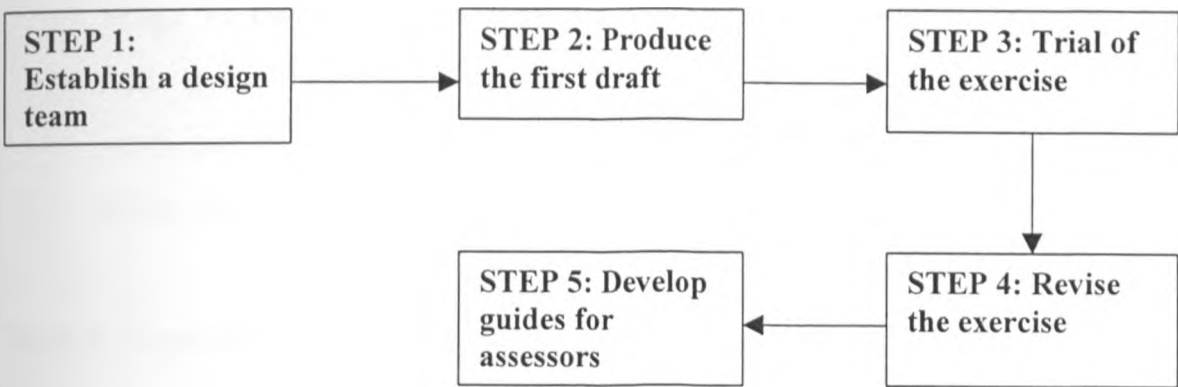 STEP 1:
Establish a design
team
STEP 2: Produce
the first draft
STEP 3: Trial of
the exercise
STEP 4: Revise
the exercise
STEP 5: Develop
guides for
assessors